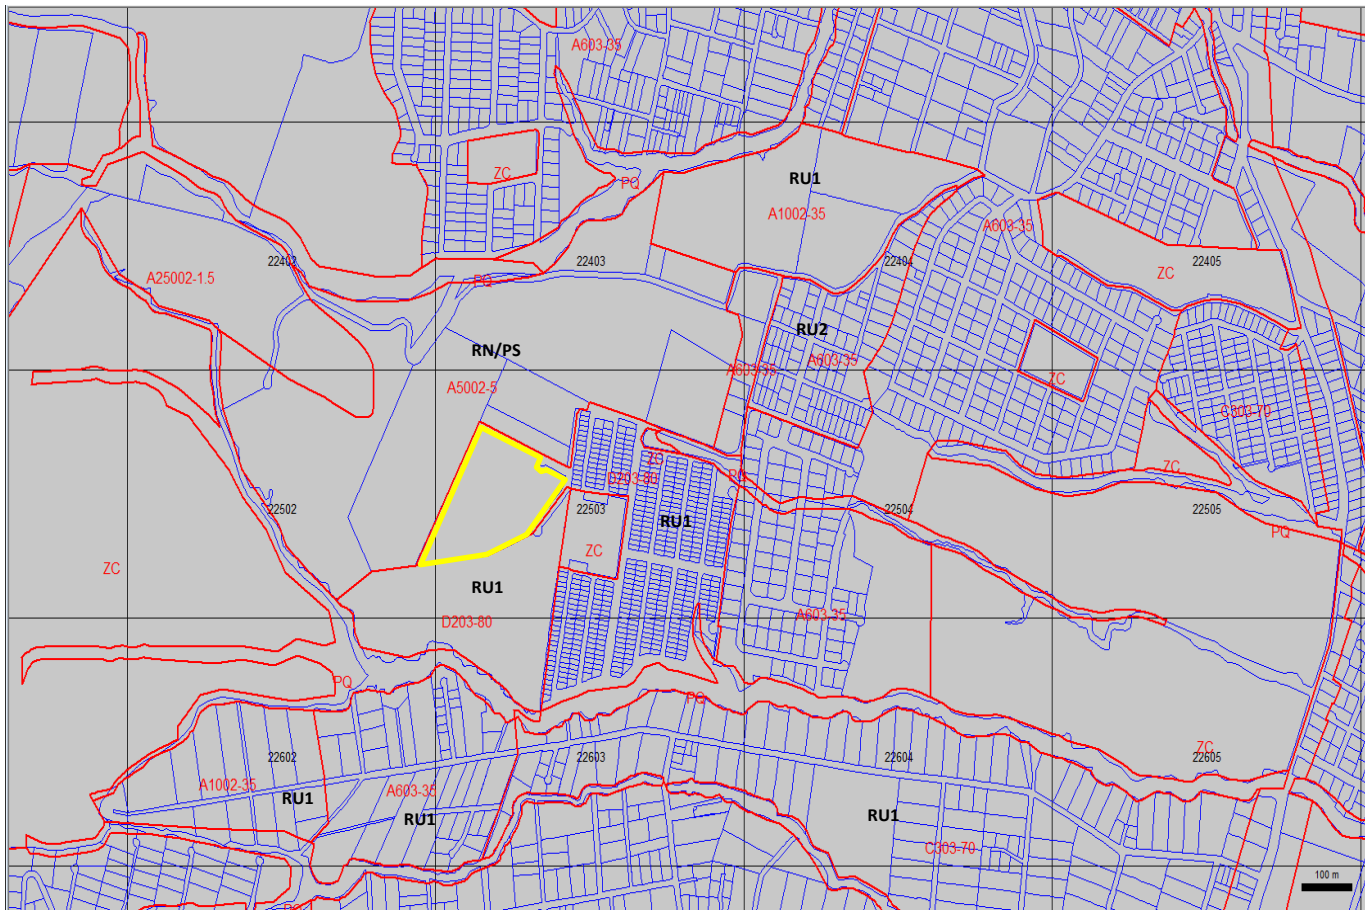 A603-35
ZC
PQ
RU1
A1002-35
A603-35
22402
22403
22404
22405
A25002-1.5
PQ
ZC
RU2
RN/PS
A603-35
A603-35
A5002-5
ZC
C303-70
ZC
D203-80
PQ
ZC
22502
22503
RU1
22504
22505
PQ
ZC
ZC
RU1
D203-80
A603-35
PQ
PQ
22602
22603
22604
ZC
22605
A1002-35
RU1
A603-35
RU1
RU1
C303-70
100 m